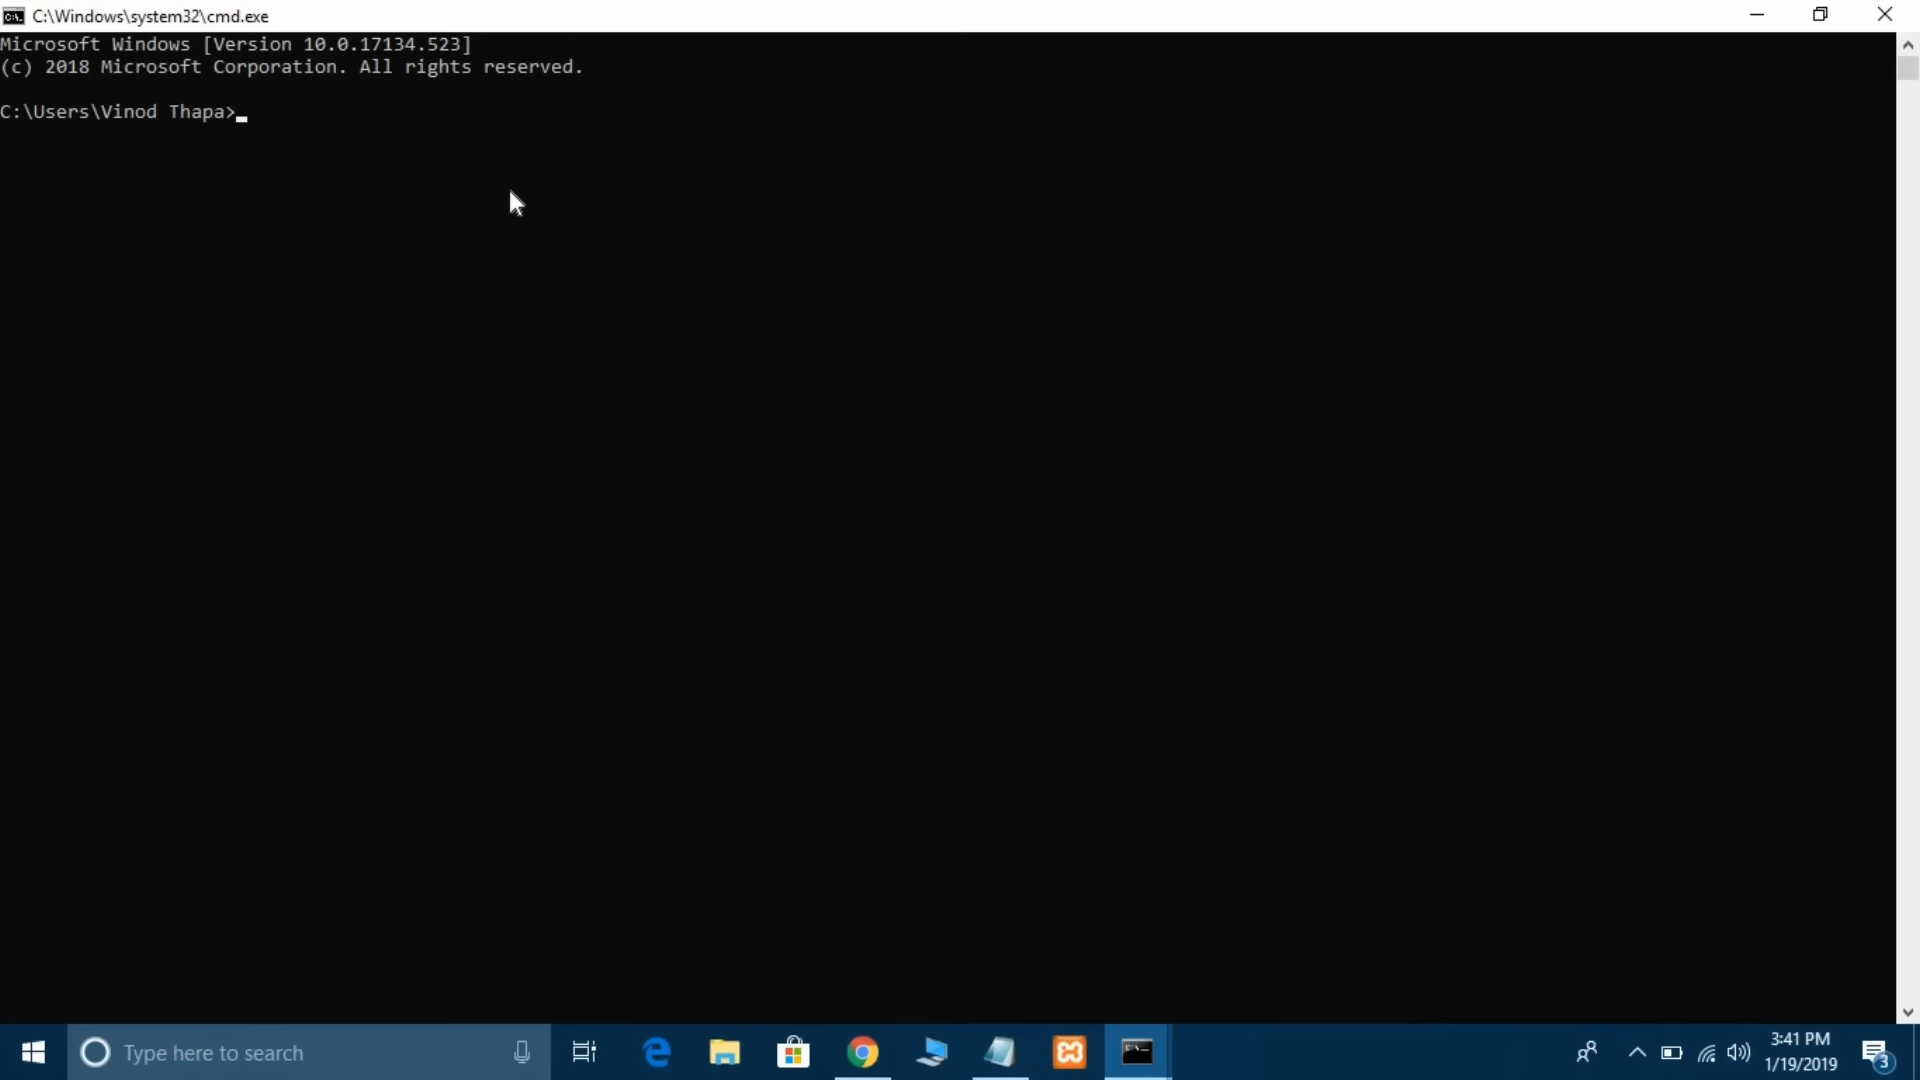 C:\Windows\system32\cmd.exe
Microsoft Windows [Version 10.0.17134.523]
(c) 2018 Microsoft Corporation. All rights reserved.
C:\Users\Vinod Thapa>
Type here to search
3:41 PM
1/19/2019
3